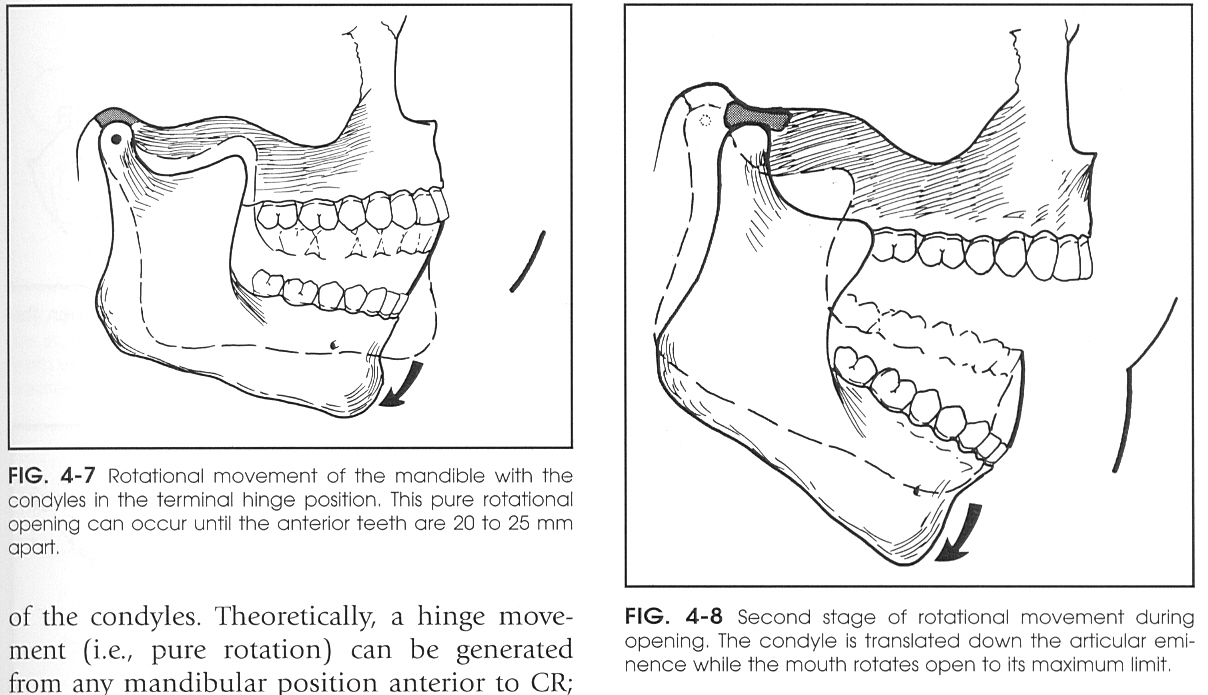 FIG. 4-7 Rotational movement of the mandible with the
condyles in the terminal hinge position. This pure rotational
opening can occur until the anterior teeth are 20 to 25 mm
apart.
of the condyles. Theoretically, a hinge move-
ment (i.e., pure rotation) can be generated
from any mandibular position anterior to CR;
FIG. 4-8 Second stage of rotational movement during
opening. The condyle is translated down the articular emi-
nence while the mouth rotates open to its maximum limit.